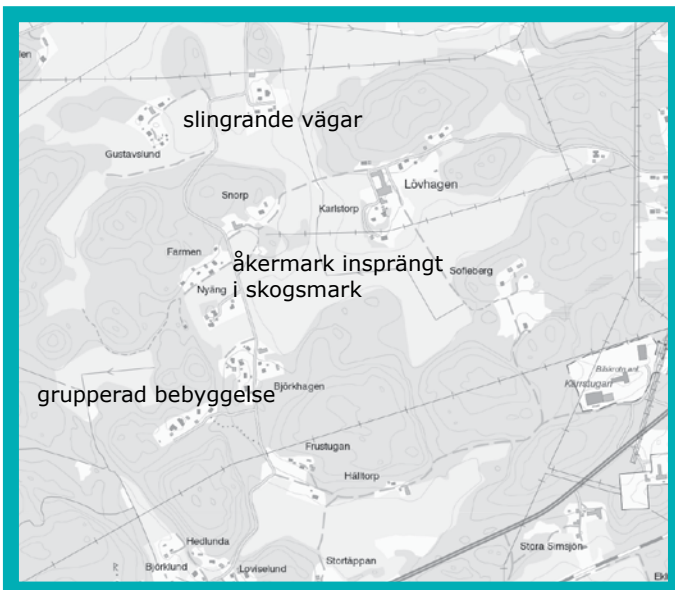 slingrande vägar
Gustavslund
Lövhagen
Snorp
Karlstorp
Farmen
åkermark insprängt
i skogsmark
Sofieberg
Nyäng
Björkhagen
grupperad bebyggelse
Frustugan
Hälltorp
Hedlunda
Björklund
Loviselund
Stortäppan
Stora Simsjön